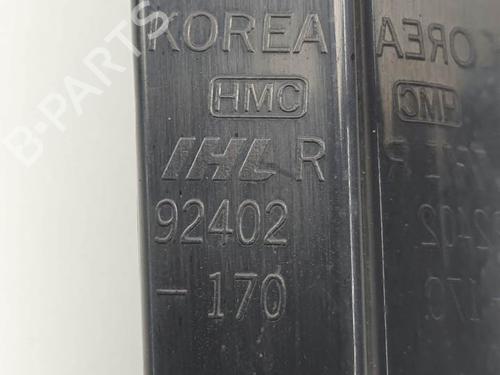 KOREA
HMC
IHL R
92402
- 170
B-PARTS